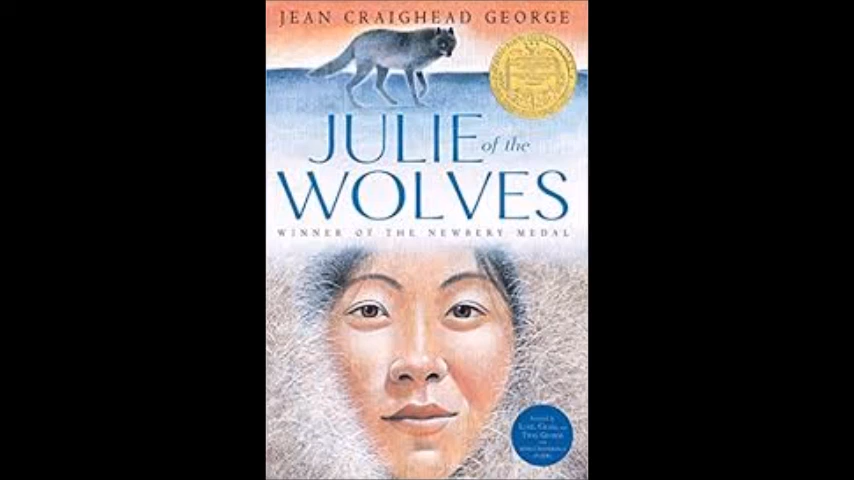 JEAN CRAIGHEAD GEORGE
JULIE of the
WOLVES
WINNER OF THE NEWBERY MEDAL